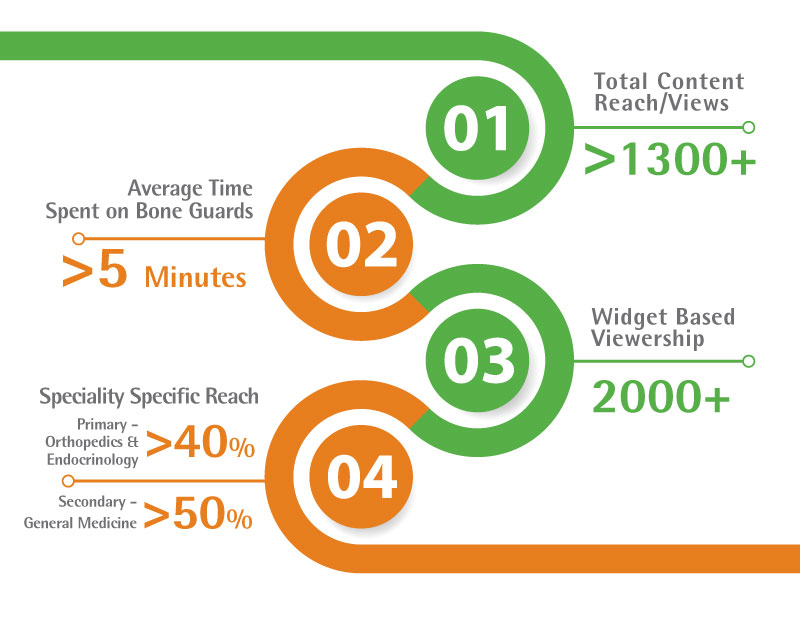 01
Total Content
Reach/Views
>1300+
02
Average Time
Spent on Bone Guards
>5 Minutes
03
Widget Based
Viewership
2000+
04
Speciality Specific Reach
Primary -
Orthopedics &
Endocrinology
>40%
Secondary -
General Medicine
>50%